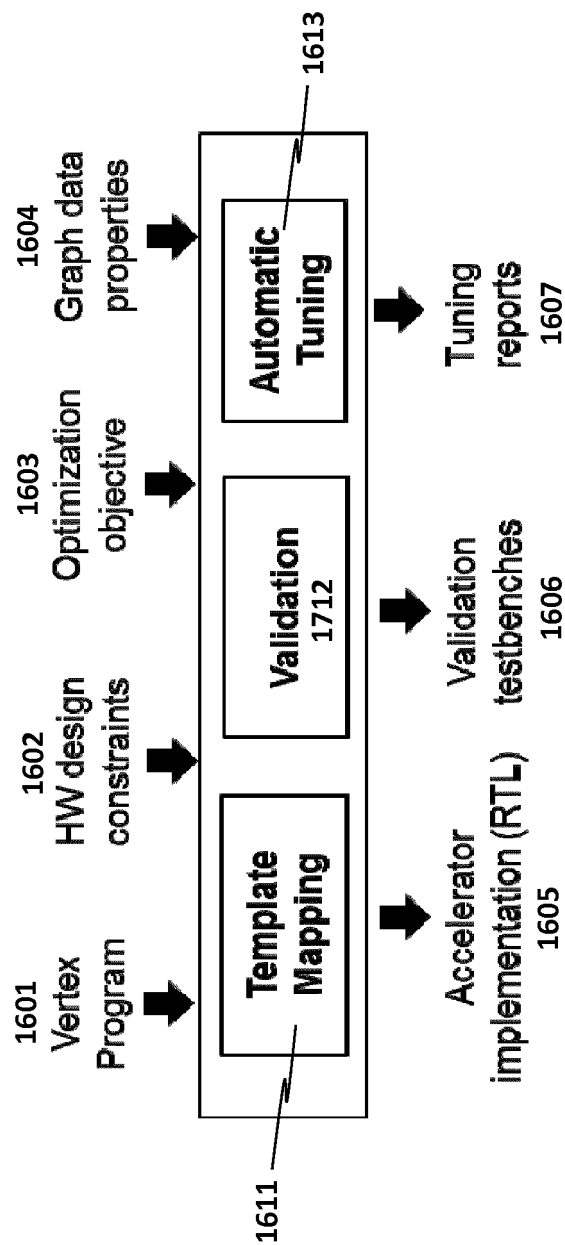 1601
Vertex
Program
1602
HW design
constraints
1603
Optimization
objective
1604
Graph data
properties
1611
Template
Mapping
Validation
1712
Automatic
Tuning
1613
Accelerator
implementation (RTL)
1605
Validation
testbenches
1606
Tuning
reports
1607